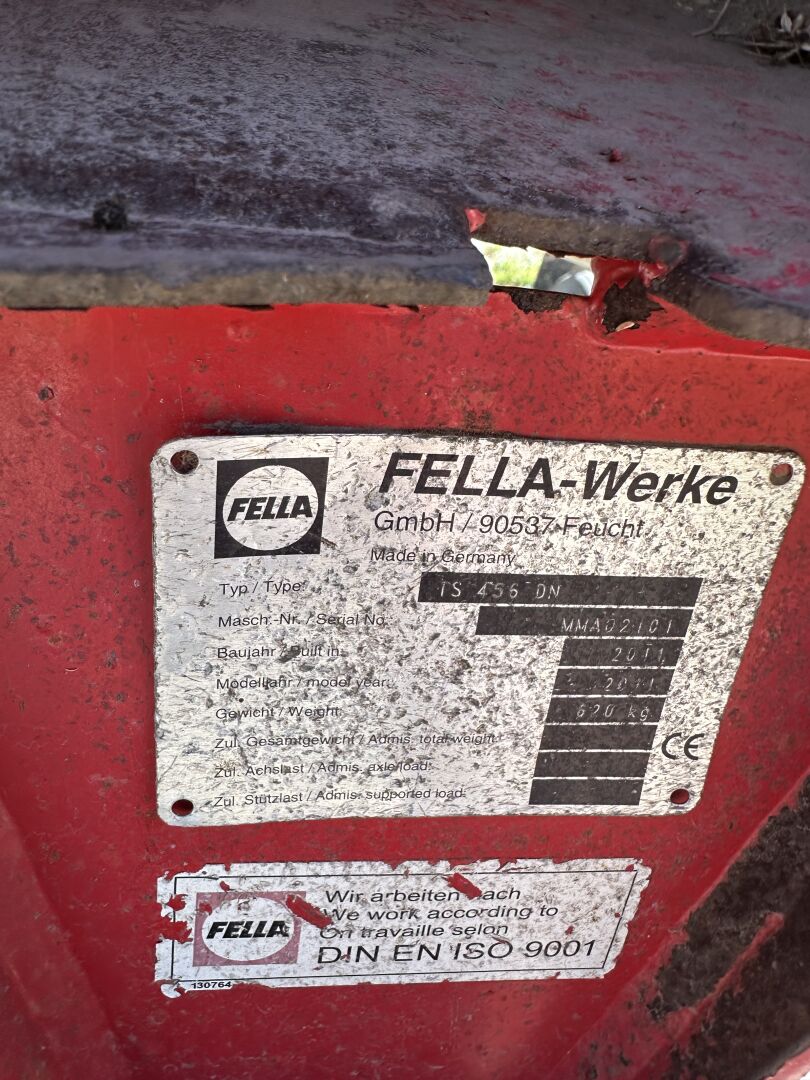 FELLA
FELLA-Werke
GmbH / 90537 Feucht
Made in Germany
Typ / Type: TS 456 DN
Masch.-Nr. / Serial No.: MMA02101
Baujahr / Built in: 2011
Modelljahr / model year: 2011
Gewicht / Weight: 620 kg
Zul. Gesamtgewicht / Admis. total weight:
Zul. Achslast / Admis. axle load:
Zul. Stützlast / Admis. supported load:
CE
FELLA
Wir arbeiten nach
We work according to
On travaille selon
DIN EN ISO 9001
130764